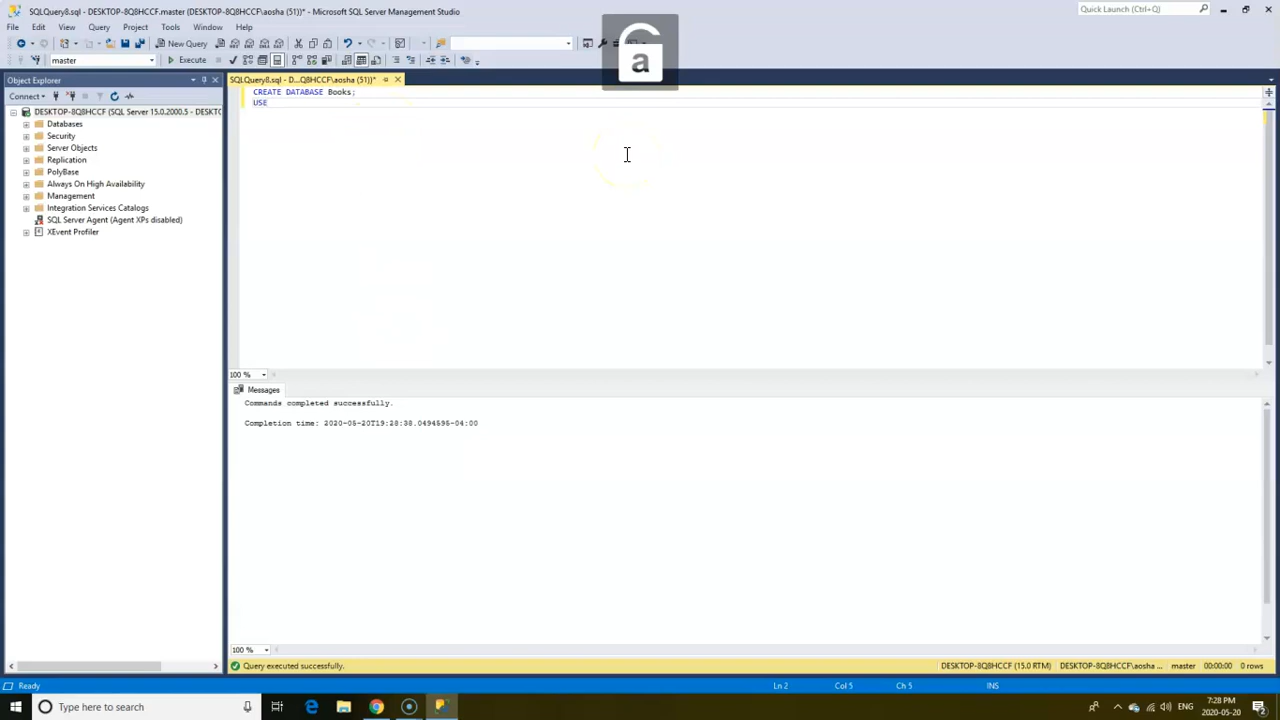 SQLQuery8.sql - DESKTOP-8Q8HCCF.master (DESKTOP-8Q8HCCF\aosha (51))* - Microsoft SQL Server Management Studio
Quick Launch (Ctrl+Q)
File Edit View Query Project Tools Window Help
New Query
master
Execute
a
Object Explorer
SQLQuery8.sql - D...Q8HCCF\aosha (51))*
Connect
DESKTOP-8Q8HCCF (SQL Server 15.0.2000.5 - DESKTO
Databases
Security
Server Objects
Replication
PolyBase
Always On High Availability
Management
Integration Services Catalogs
SQL Server Agent (Agent XPs disabled)
XEvent Profiler
CREATE DATABASE Books;
USE
100 %
Messages
Commands completed successfully.
Completion time: 2020-05-20T19:28:38.0494595-04:00
100 %
Query executed successfully.
DESKTOP-8Q8HCCF (15.0 RTM) DESKTOP-8Q8HCCF\aosha ... master 00:00:00 0 rows
Ready
Ln 2 Col 5 Ch 5 INS
Type here to search
ENG
7:28 PM
2020-05-20
2